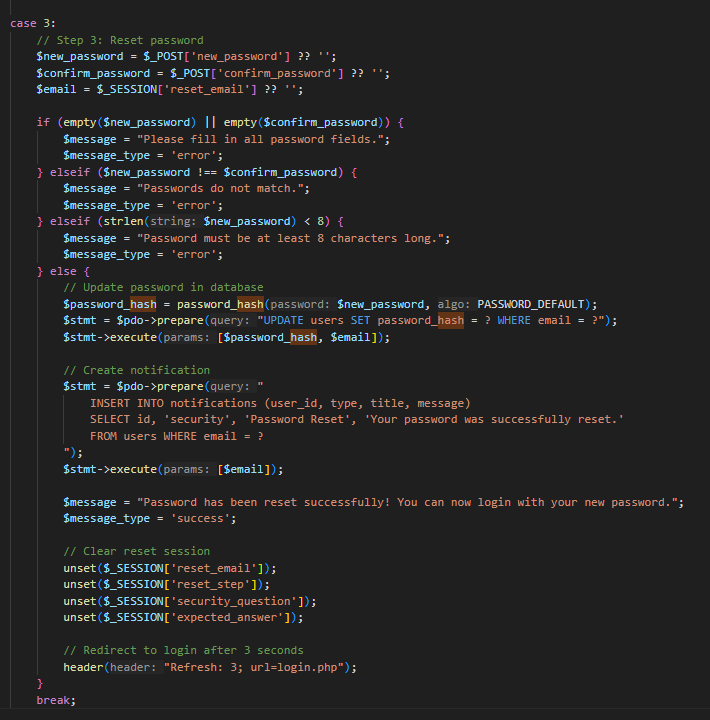 case 3:
// Step 3: Reset password
$new_password = $_POST['new_password'] ?? '';
$confirm_password = $_POST['confirm_password'] ?? '';
$email = $_SESSION['reset_email'] ?? '';
if (empty($new_password) || empty($confirm_password)) {
$message = "Please fill in all password fields.";
$message_type = 'error';
} elseif ($new_password !== $confirm_password) {
$message = "Passwords do not match.";
$message_type = 'error';
} elseif (strlen(string: $new_password) < 8) {
$message = "Password must be at least 8 characters long.";
$message_type = 'error';
} else {
// Update password in database
$password_hash = password_hash(password: $new_password, algo: PASSWORD_DEFAULT);
$stmt = $pdo->prepare(query: "UPDATE users SET password_hash = ? WHERE email = ?");
$stmt->execute(params: [$password_hash, $email]);
// Create notification
$stmt = $pdo->prepare(query: "
INSERT INTO notifications (user_id, type, title, message)
SELECT id, 'security', 'Password Reset', 'Your password was successfully reset.'
FROM users WHERE email = ?
");
$stmt->execute(params: [$email]);
$message = "Password has been reset successfully! You can now login with your new password.";
$message_type = 'success';
// Clear reset session
unset($_SESSION['reset_email']);
unset($_SESSION['reset_step']);
unset($_SESSION['security_question']);
unset($_SESSION['expected_answer']);
// Redirect to login after 3 seconds
header(header: "Refresh: 3; url=login.php");
}
break;